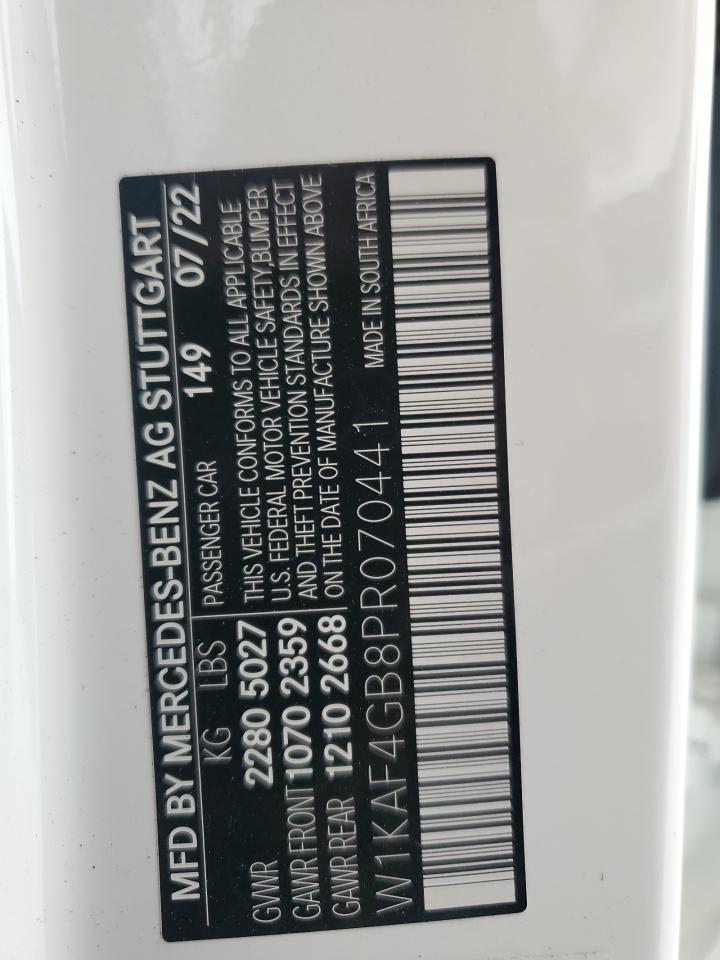 MFD BY MERCEDES-BENZ AG STUTTGART
KG LBS PASSENGER CAR 149 07/22
GVWR 2280 5027 THIS VEHICLE CONFORMS TO ALL APPLICABLE
GAWR FRONT 1070 2359 U.S. FEDERAL MOTOR VEHICLE SAFETY,BUMPER
GAWR REAR 1210 2668 AND THEFT PREVENTION STANDARDS IN EFFECT
ON THE DATE OF MANUFACTURE SHOWN ABOVE
W1KAF4GB8PR070441 MADE IN SOUTH AFRICA